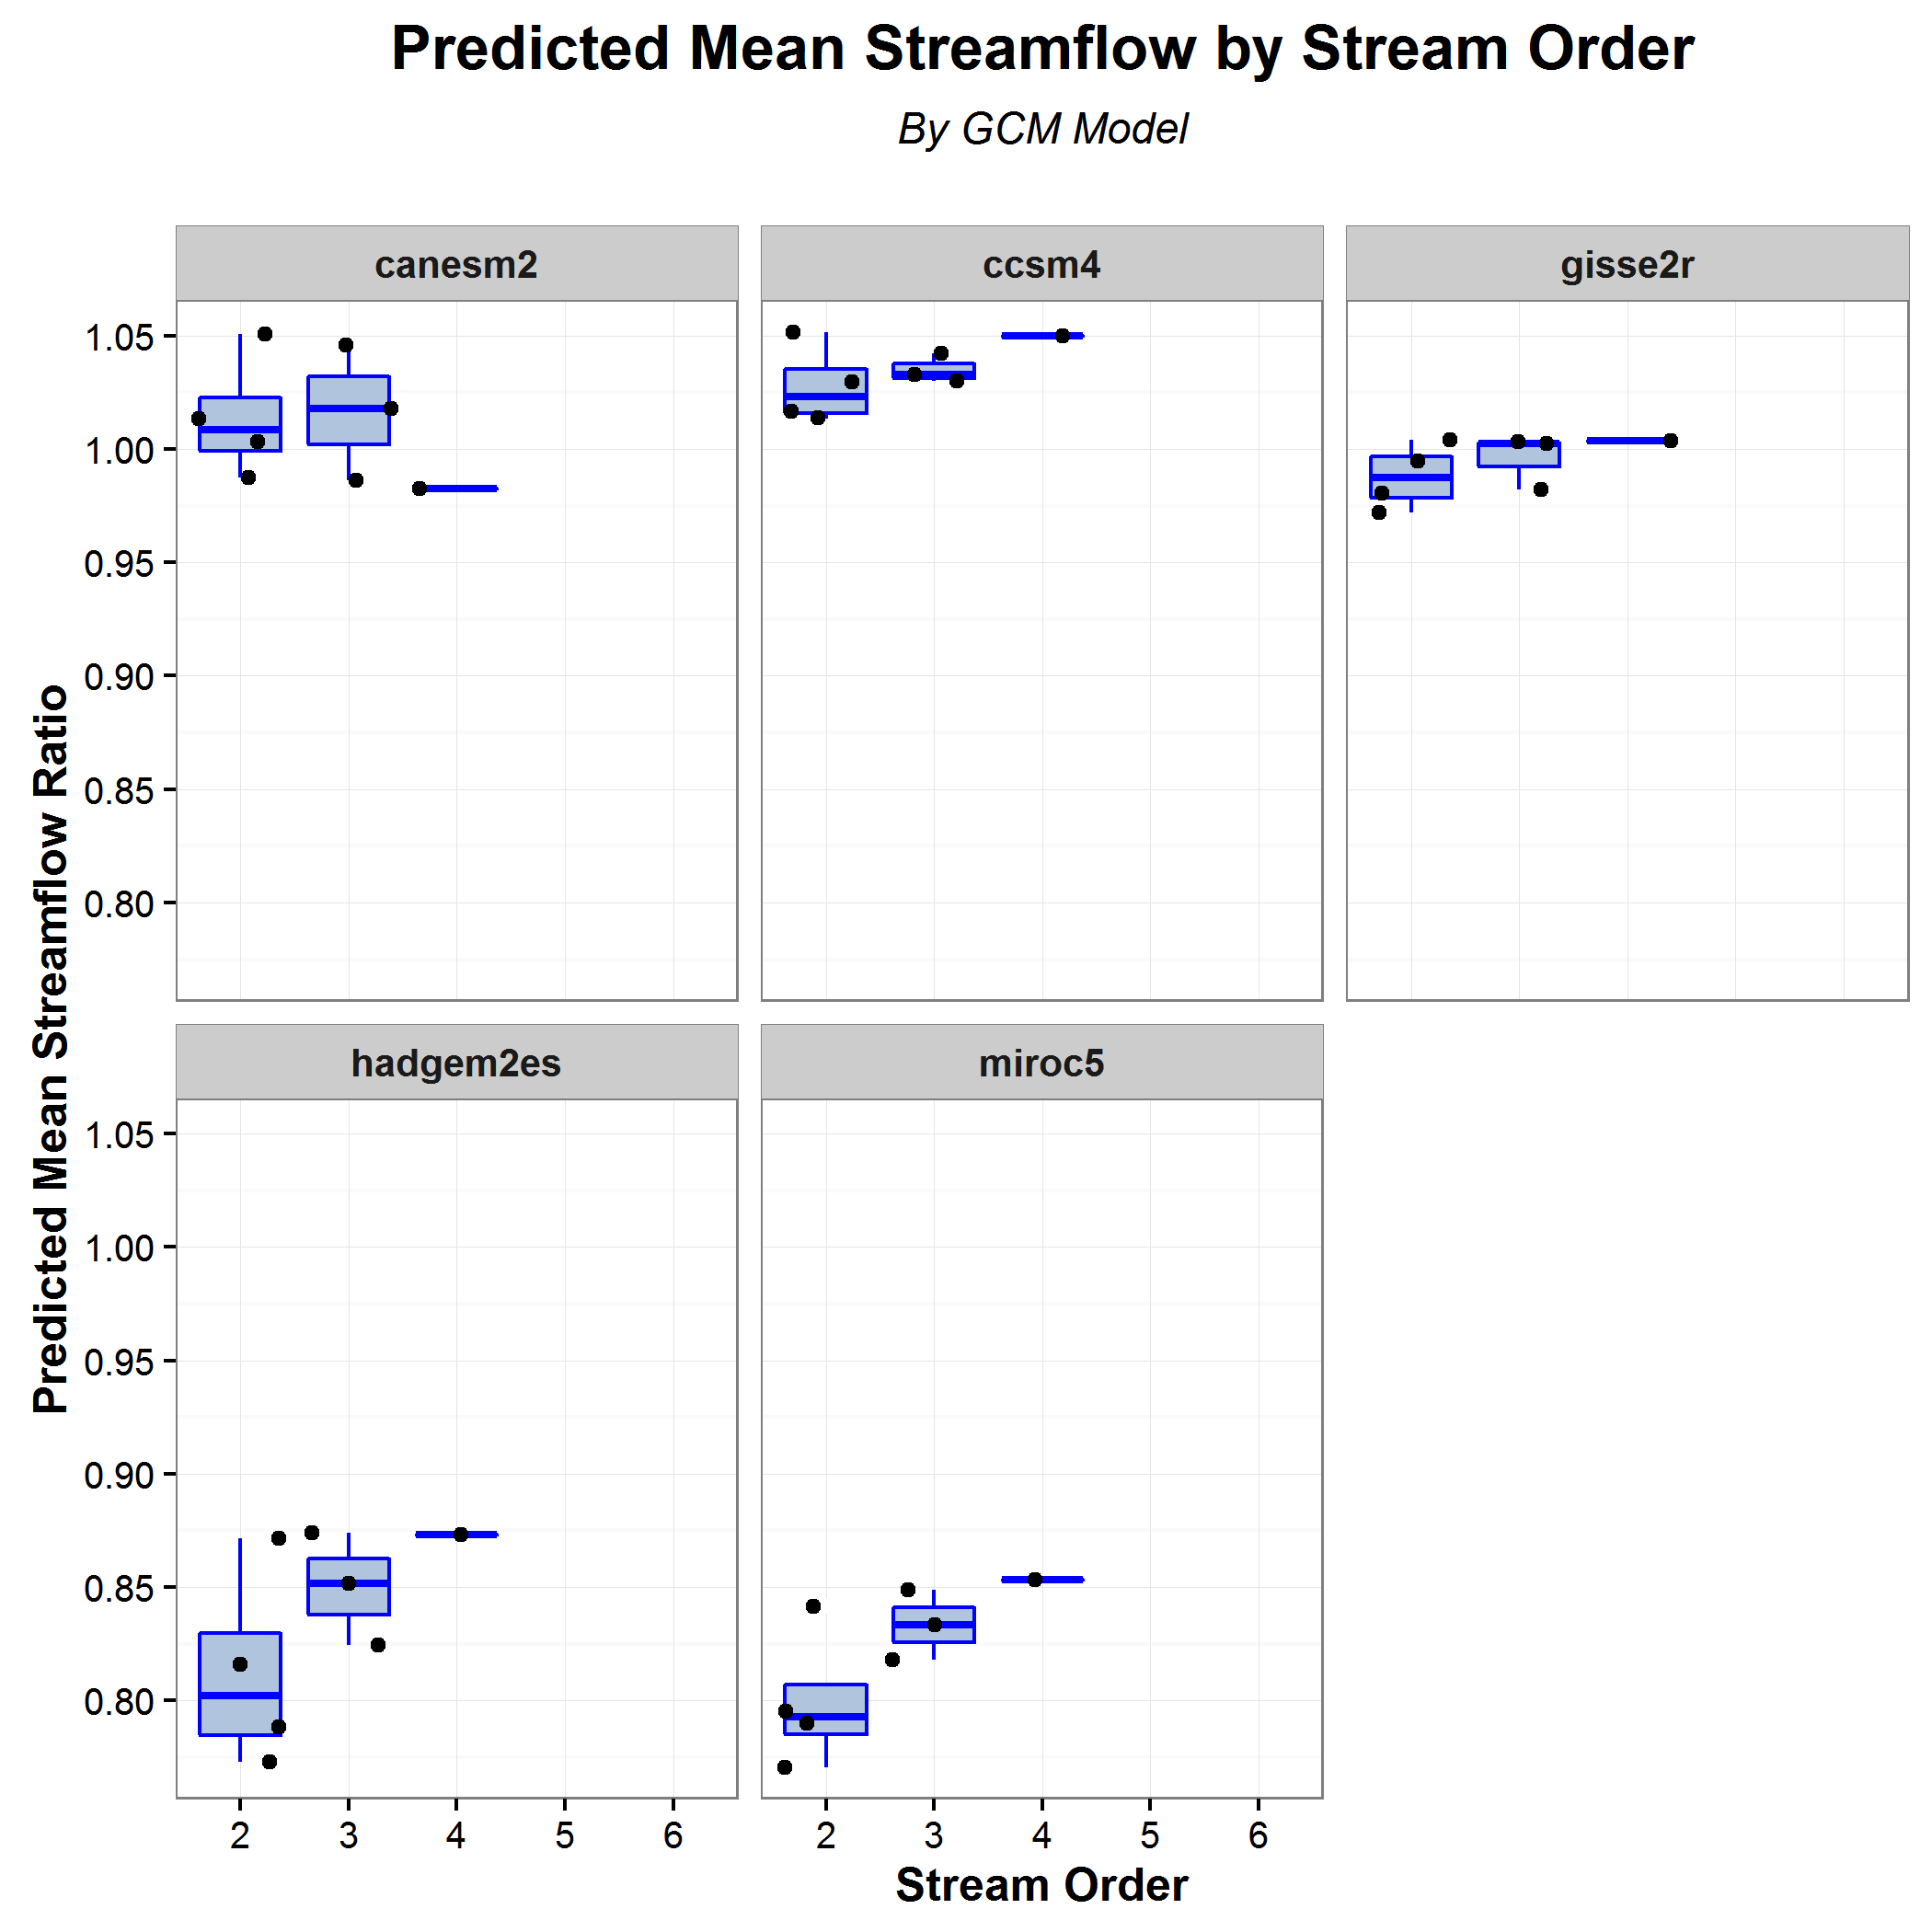 Predicted Mean Streamflow by Stream Order
By GCM Model
canesm2
ccsm4
gisse2r
1.05
1.00
0.95
0.90
0.85
0.80
Predicted Mean Streamflow Ratio
hadgem2es
miroc5
1.05
1.00
0.95
0.90
0.85
0.80
2 3 4 5 6
2 3 4 5 6
Stream Order